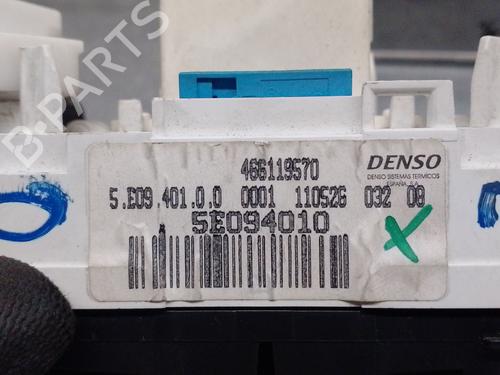 B-PARTS
466119570
DENSO
DENSO SISTEMAS TERMICOS
ESPAÑA, S.A.
5.E09 401.0.0 0001 110526 032 08
5E094010